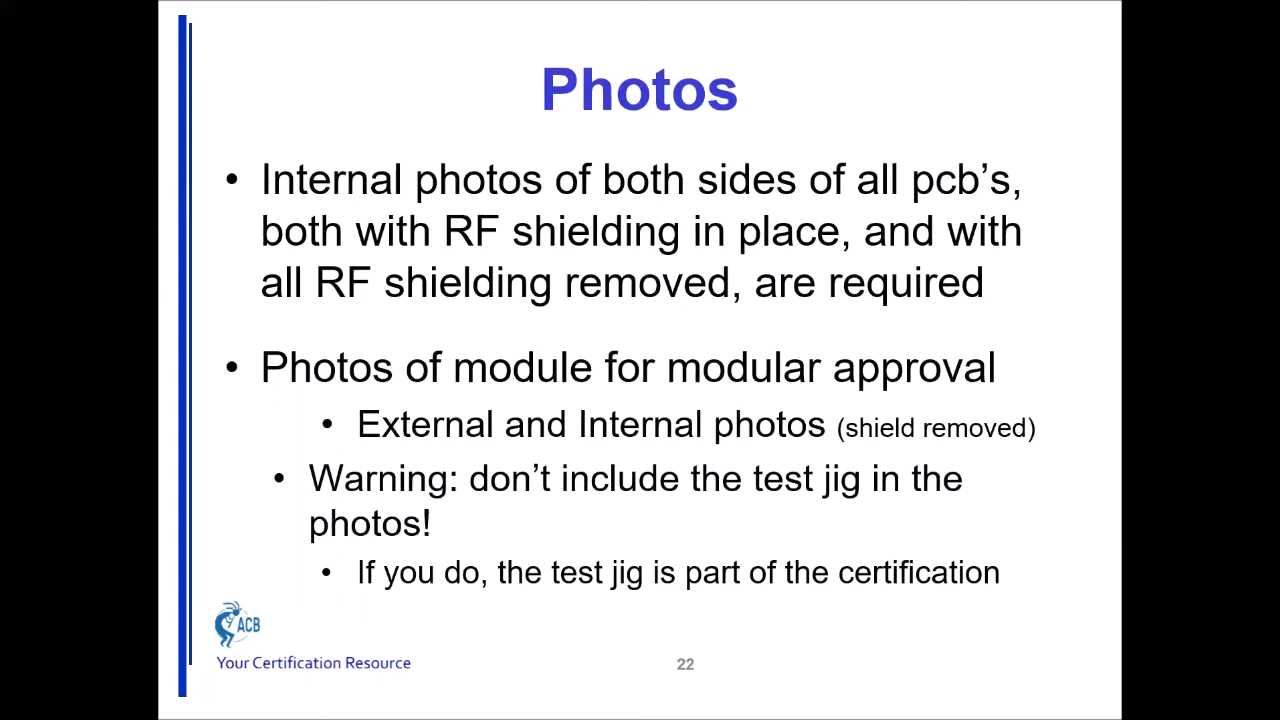 Photos
• Internal photos of both sides of all pcb’s,
both with RF shielding in place, and with
all RF shielding removed, are required
• Photos of module for modular approval
• External and Internal photos (shield removed)
• Warning: don’t include the test jig in the
photos!
• If you do, the test jig is part of the certification
ACB
Your Certification Resource
22